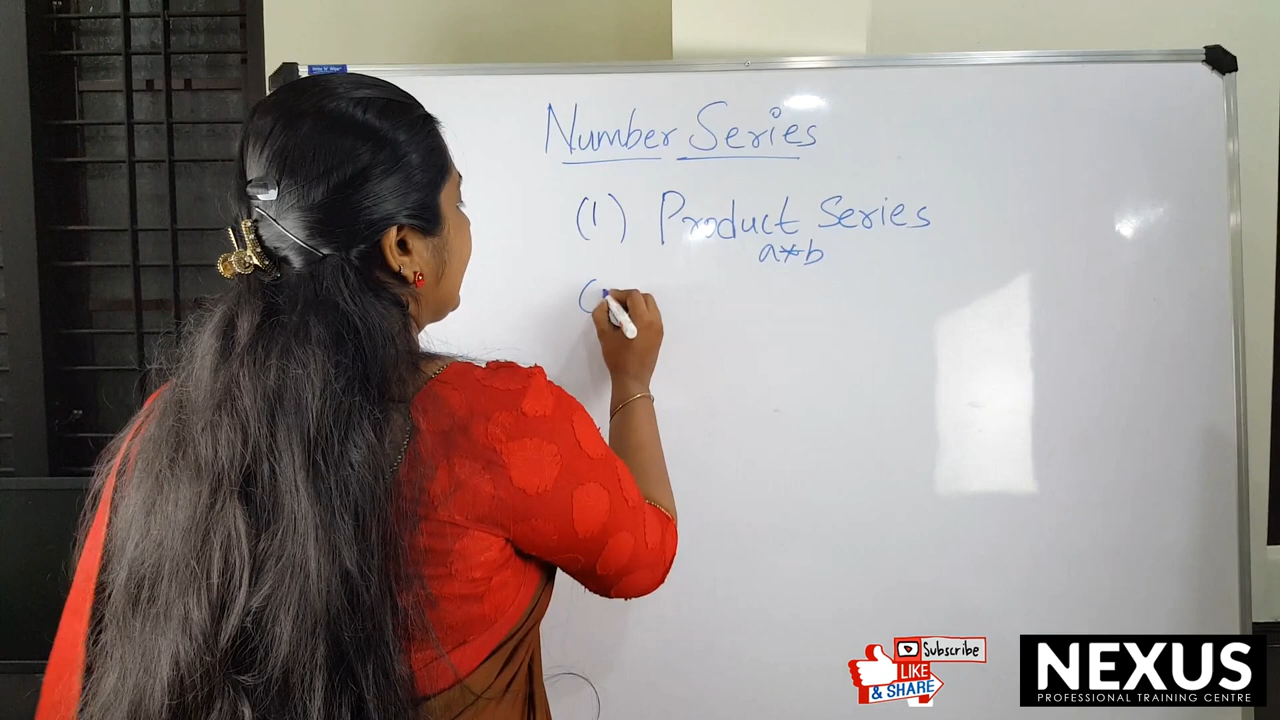 Number Series
(1) Product Series
a*b
(
Subscribe
LIKE
& SHARE
NEXUS
PROFESSIONAL TRAINING CENTRE